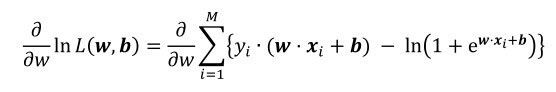 ∂/∂w ln L(𝒘, 𝒃) = ∂/∂w ∑_{i=1}^{M} {y_i · (𝒘 · 𝒙_i + 𝒃) − ln(1 + e^{𝒘·𝒙_i+𝒃})}